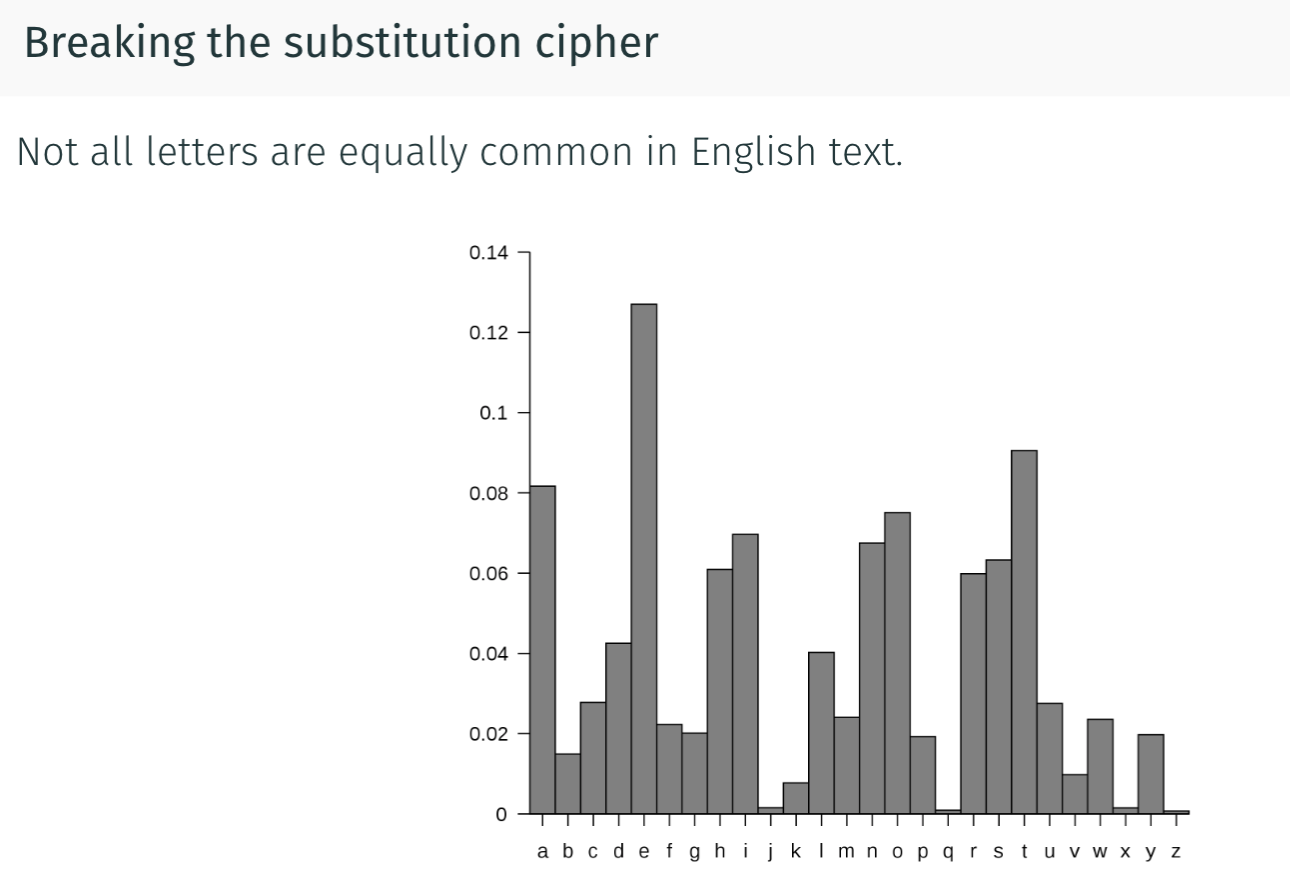 Breaking the substitution cipher
Not all letters are equally common in English text.
0.14
0.12
0.1
0.08
0.06
0.04
0.02
0
a b c d e f g h i j k l m n o p q r s t u v w x y z